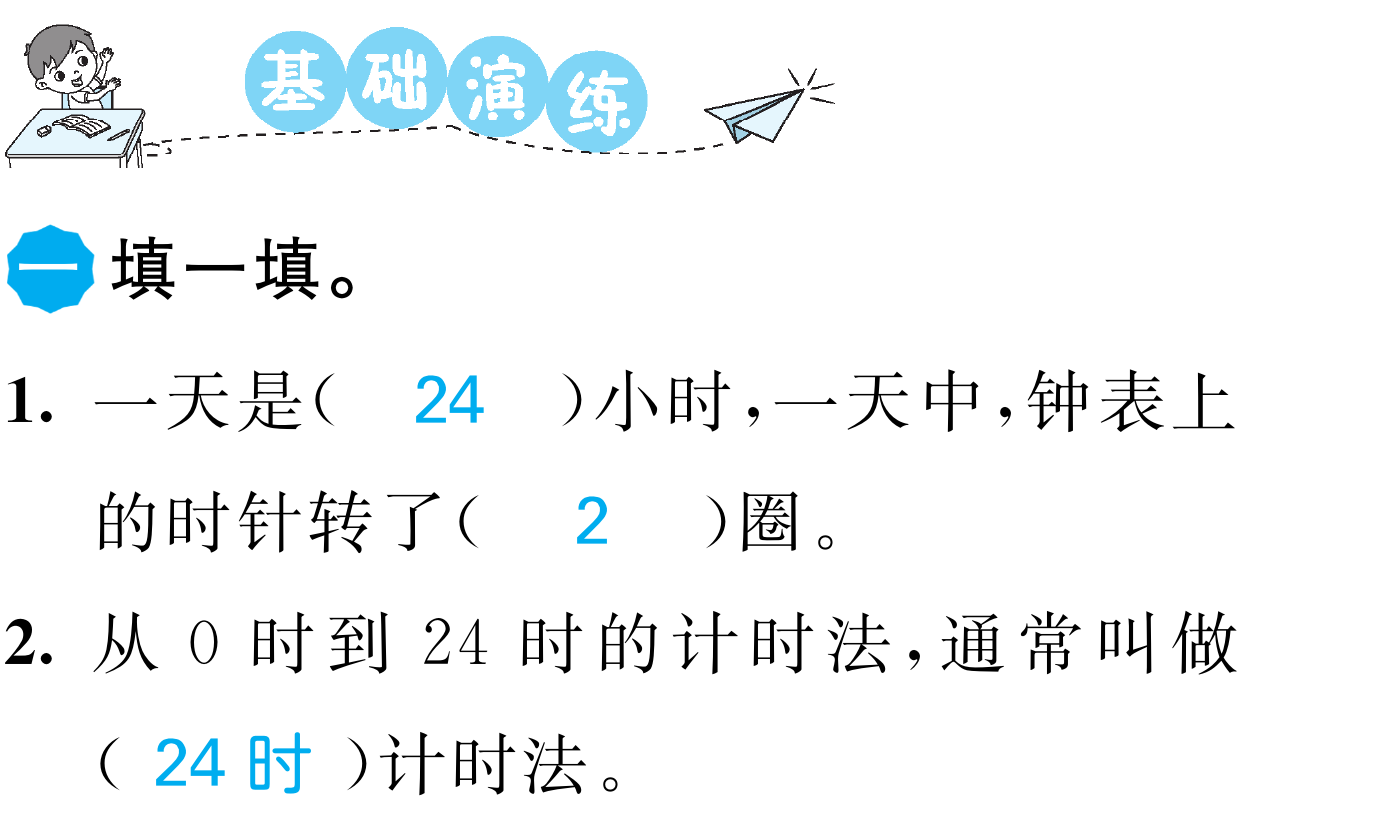 基础演练
一 填一填。
1. 一天是( 24 )小时,一天中,钟表上
的时针转了( 2 )圈。
2. 从 0 时到 24 时的计时法,通常叫做
( 24 时 )计时法。